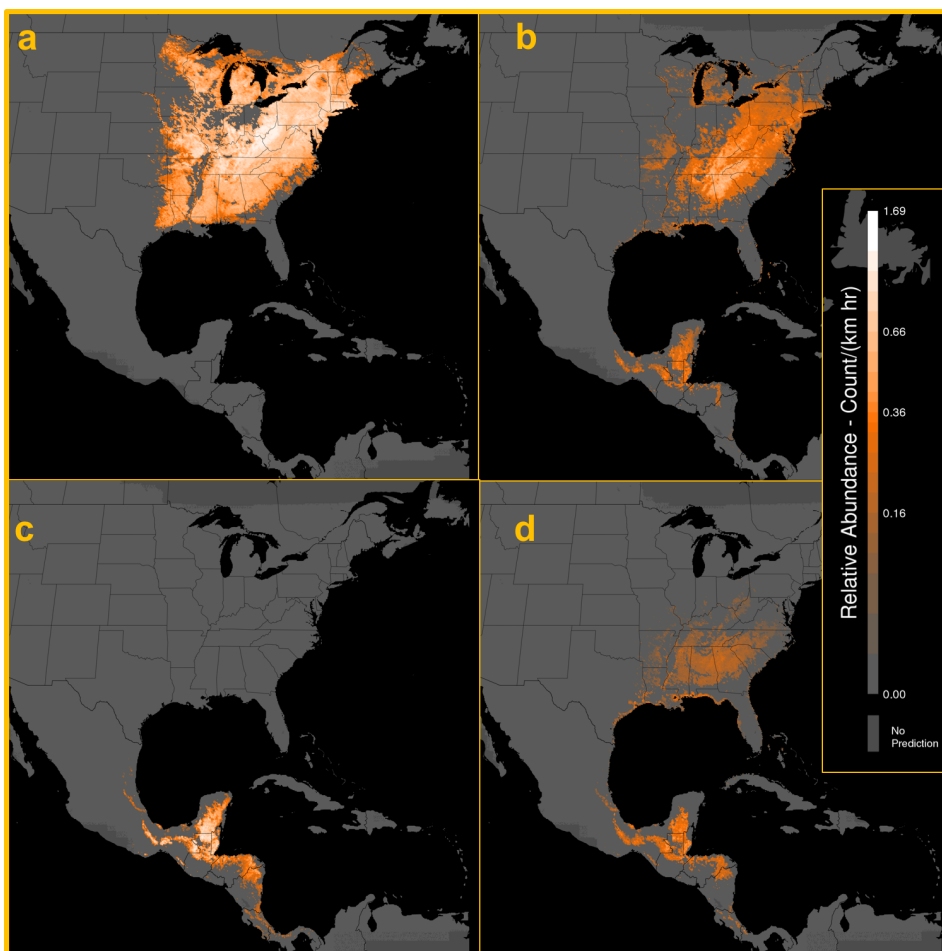 a
b
1.69
0.66
0.36
0.16
0.00
Relative Abundance - Count/(km hr)
No
Prediction
c
d